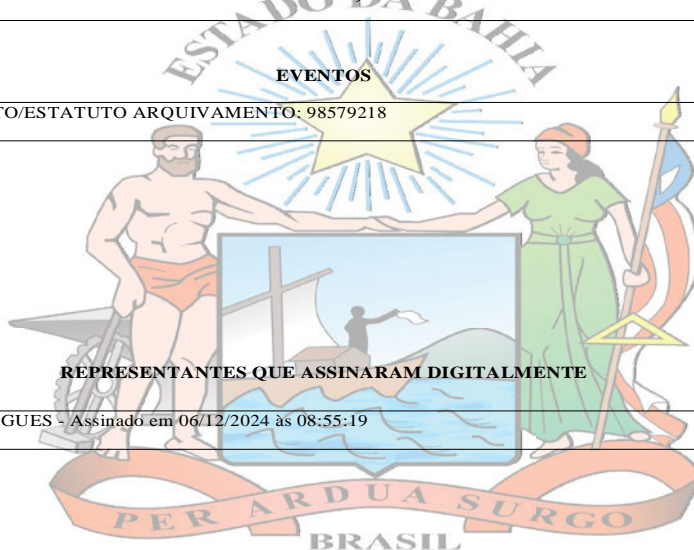 ESTADO DA BAHIA
EVENTOS
TO/ESTATUTO ARQUIVAMENTO: 98579218
REPRESENTANTES QUE ASSINARAM DIGITALMENTE
GUES - Assinado em 06/12/2024 às 08:55:19
PER ARDUA SURGO
BRASIL